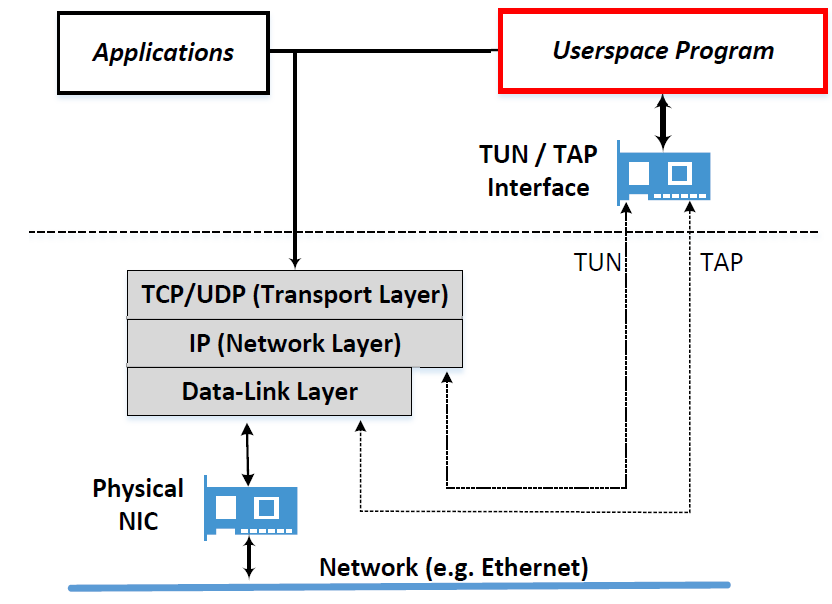 Applications
Userspace Program
TUN / TAP
Interface
TUN
TAP
TCP/UDP (Transport Layer)
IP (Network Layer)
Data-Link Layer
Physical
NIC
Network (e.g. Ethernet)